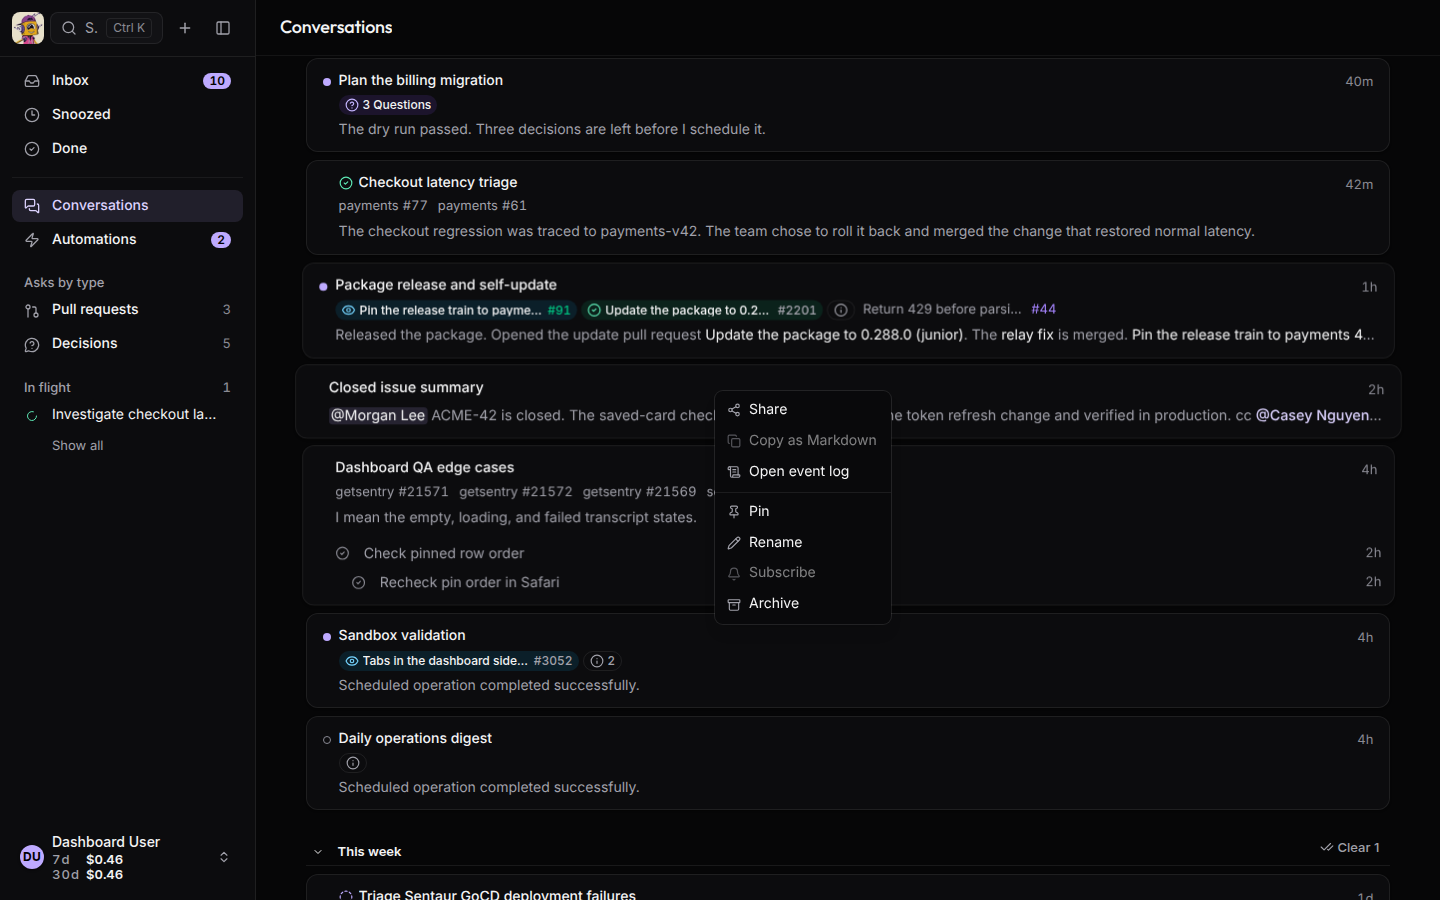 S.
Ctrl K
Conversations
Inbox
10
Snoozed
Done
Conversations
Automations
2
Asks by type
Pull requests
3
Decisions
5
In flight
1
Investigate checkout la...
Show all
Dashboard User
DU
7d $0.46
30d $0.46
Plan the billing migration
40m
3 Questions
The dry run passed. Three decisions are left before I schedule it.
Checkout latency triage
42m
payments #77 payments #61
The checkout regression was traced to payments-v42. The team chose to roll it back and merged the change that restored normal latency.
Package release and self-update
1h
Pin the release train to payme... #91 Update the package to 0.2... #2201 Return 429 before parsi... #44
Released the package. Opened the update pull request Update the package to 0.288.0 (junior). The relay fix is merged. Pin the release train to payments 4...
Closed issue summary
2h
@Morgan Lee ACME-42 is closed. The saved-card chec
ne token refresh change and verified in production. cc @Casey Nguyen...
Share
Copy as Markdown
Open event log
Pin
Rename
Subscribe
Archive
Dashboard QA edge cases
4h
getsentry #21571 getsentry #21572 getsentry #21569
I mean the empty, loading, and failed transcript states.
Check pinned row order
2h
Recheck pin order in Safari
2h
Sandbox validation
4h
Tabs in the dashboard side... #3052 2
Scheduled operation completed successfully.
Daily operations digest
4h
Scheduled operation completed successfully.
This week
Clear 1
Triage Sentaur GoCD deployment failures
1d